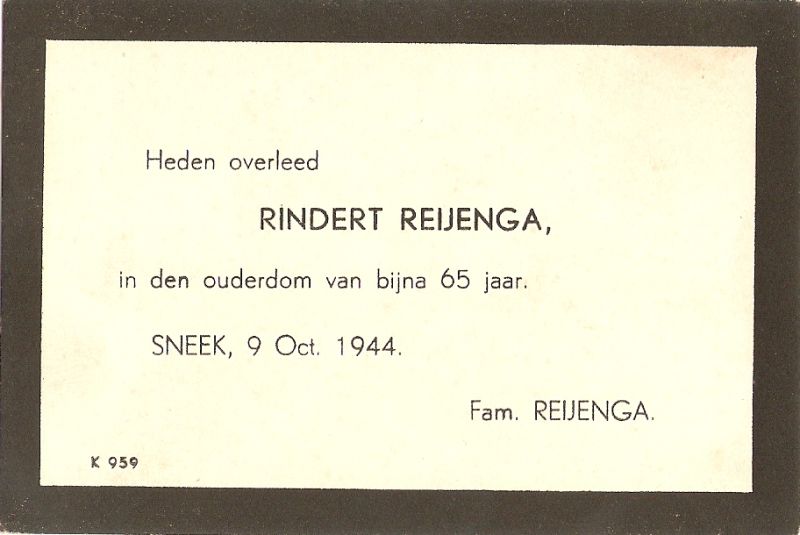 Heden overleed
RINDERT REIJENGA,
in den ouderdom van bijna 65 jaar.
SNEEK, 9 Oct. 1944.
Fam. REIJENGA.
K 959